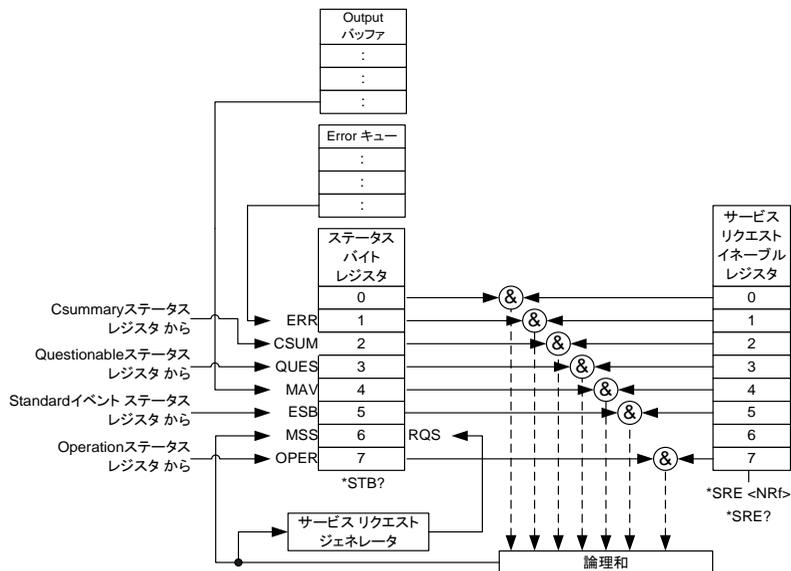 Output
バッファ
:
:
:
Error キュー
:
:
:
ステータス
バイト
レジスタ
サービス
リクエスト
イネーブル
レジスタ
0
&
0
Csummaryステータス
レジスタ から
ERR
1
&
1
CSUM
2
&
2
Questionableステータス
レジスタ から
QUES
3
&
3
MAV
4
&
4
Standardイベント ステータス
レジスタ から
ESB
5
&
5
MSS
6
RQS
6
Operationステータス
レジスタ から
OPER
7
&
7
*STB?
*SRE <NRf>
*SRE?
サービス リクエスト
ジェネレータ
論理和